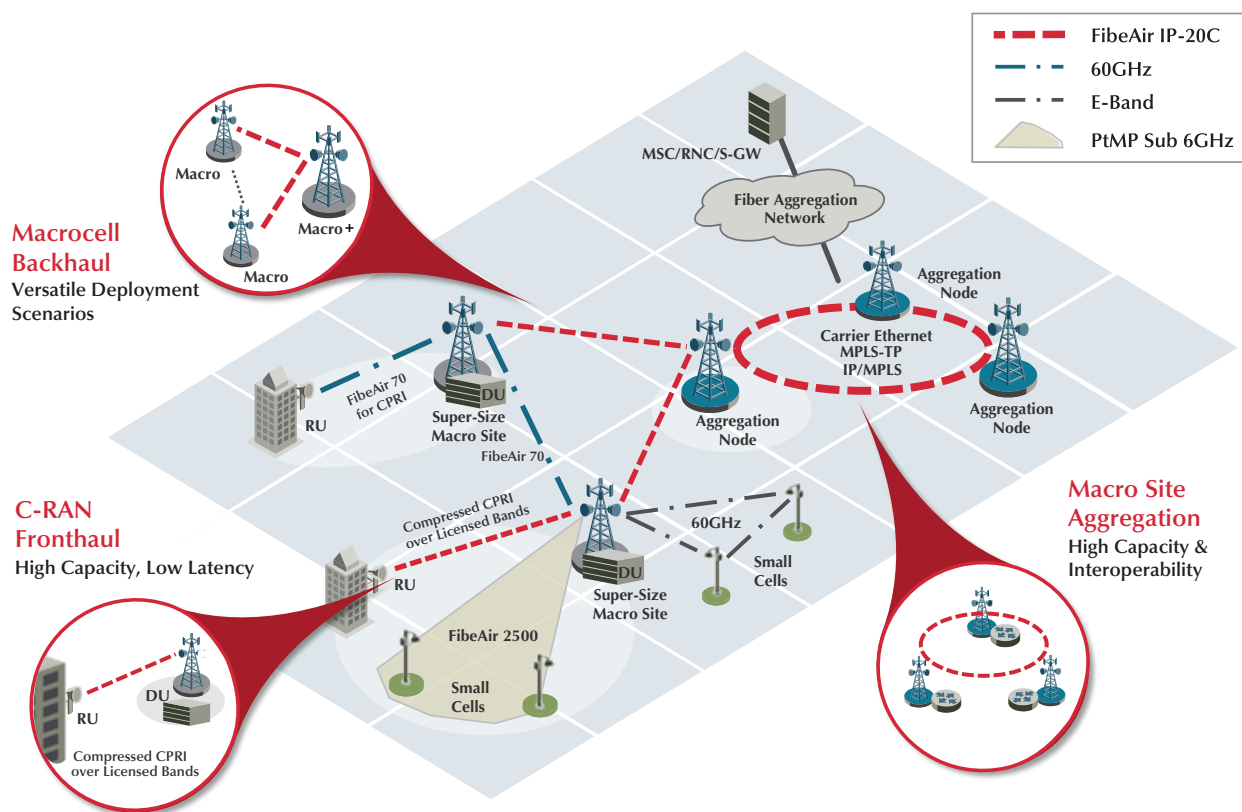 FibeAir IP-20C
60GHz
E-Band
PtMP Sub 6GHz
MSC/RNC/S-GW
Fiber Aggregation
Network
Macro
Macro+
Macro
Macrocell
Backhaul
Versatile Deployment
Scenarios
Aggregation
Node
Carrier Ethernet
MPLS-TP
IP/MPLS
Aggregation
Node
Aggregation
Node
FibeAir 70
for CPRI
RU
DU
Super-Size
Macro Site
FibeAir 70
C-RAN
Fronthaul
High Capacity, Low Latency
Compressed CPRI
over Licensed Bands
RU
60GHz
Small
Cells
DU
Super-Size
Macro Site
FibeAir 2500
Small
Cells
Macro Site
Aggregation
High Capacity &
Interoperability
RU
DU
Compressed CPRI
over Licensed Bands